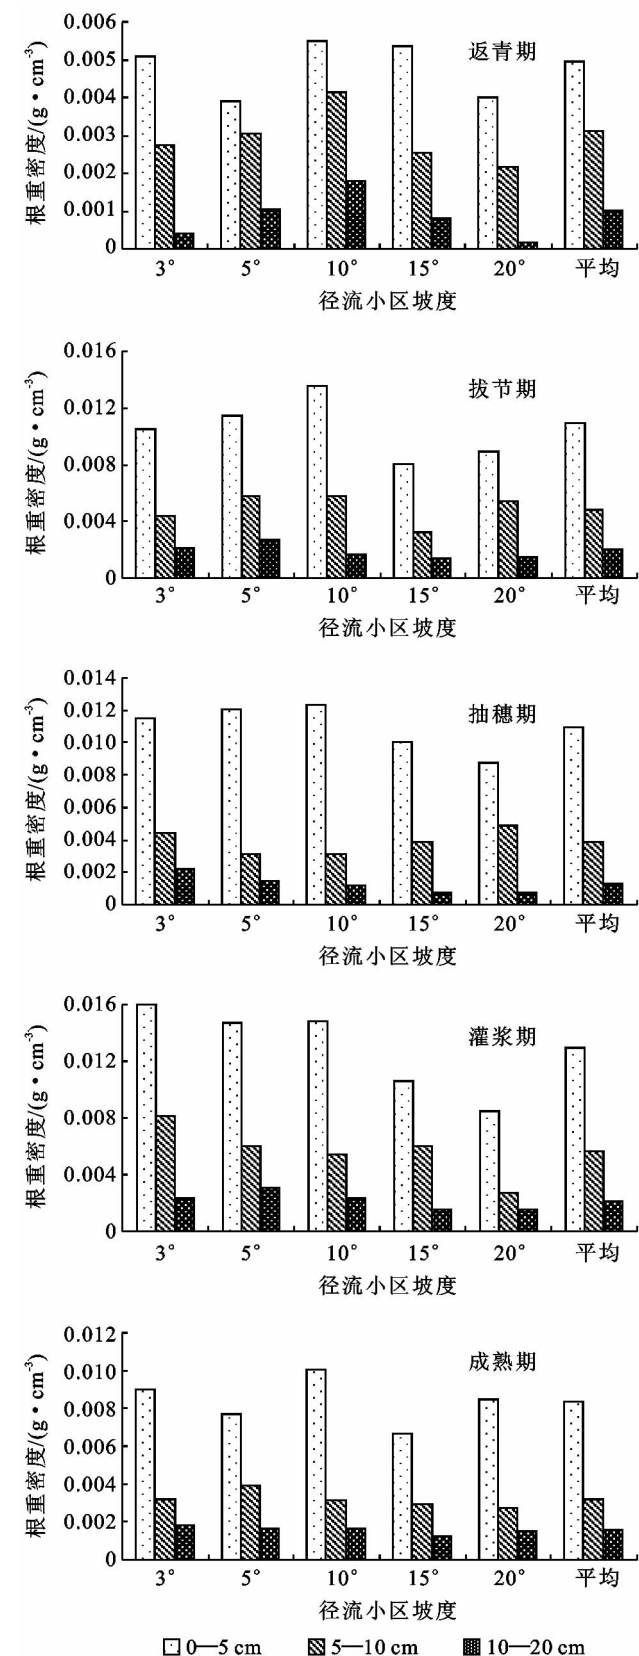 0.006
返青期
0.005
0.004
0.003
0.002
0.001
0
根重密度/(g·cm⁻³)
3° 5° 10° 15° 20° 平均
径流小区坡度
0.016
拔节期
0.012
0.008
0.004
0
根重密度/(g·cm⁻³)
3° 5° 10° 15° 20° 平均
径流小区坡度
0.014
抽穗期
0.012
0.010
0.008
0.006
0.004
0.002
0
根重密度/(g·cm⁻³)
3° 5° 10° 15° 20° 平均
径流小区坡度
0.016
灌浆期
0.012
0.008
0.004
0
根重密度/(g·cm⁻³)
3° 5° 10° 15° 20° 平均
径流小区坡度
0.012
成熟期
0.010
0.008
0.006
0.004
0.002
0
根重密度/(g·cm⁻³)
3° 5° 10° 15° 20° 平均
径流小区坡度
0—5 cm 5—10 cm 10—20 cm